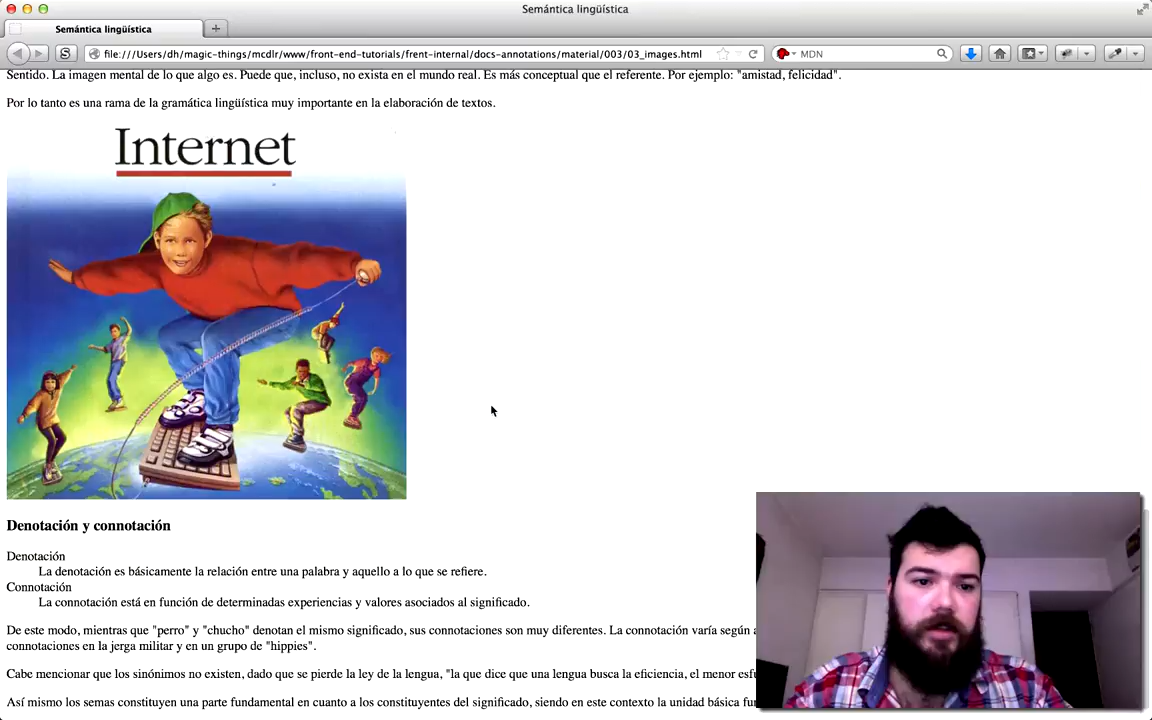 Semántica lingüística
Semántica lingüística
file:///Users/dh/magic-things/mcdlr/www/front-end-tutorials/frent-internal/docs-annotations/material/003/03_images.html
MDN
Sentido. La imagen mental de lo que algo es. Puede que, incluso, no exista en el mundo real. Es más conceptual que el referente. Por ejemplo: "amistad, felicidad".
Por lo tanto es una rama de la gramática lingüística muy importante en la elaboración de textos.
Internet
Denotación y connotación
Denotación
La denotación es básicamente la relación entre una palabra y aquello a lo que se refiere.
Connotación
La connotación está en función de determinadas experiencias y valores asociados al significado.
De este modo, mientras que "perro" y "chucho" denotan el mismo significado, sus connotaciones son muy diferentes. La connotación varía según
connotaciones en la jerga militar y en un grupo de "hippies".
Cabe mencionar que los sinónimos no existen, dado que se pierde la ley de la lengua, "la que dice que una lengua busca la eficiencia, el menor
Así mismo los semas constituyen una parte fundamental en cuanto a los constituyentes del significado, siendo en este contexto la unidad básica